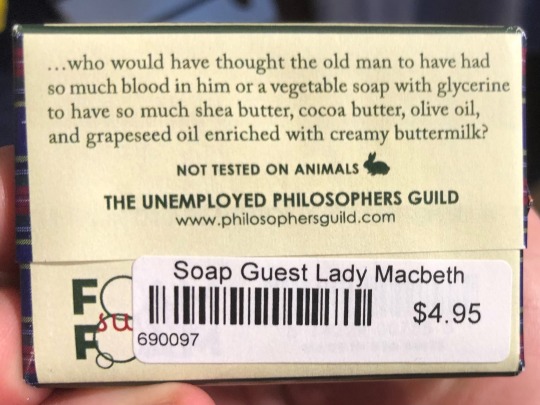 ...who would have thought the old man to have had
so much blood in him or a vegetable soap with glycerine
to have so much shea butter, cocoa butter, olive oil,
and grapeseed oil enriched with creamy buttermilk?
NOT TESTED ON ANIMALS
THE UNEMPLOYED PHILOSOPHERS GUILD
www.philosophersguild.com
Soap Guest Lady Macbeth
$4.95
690097